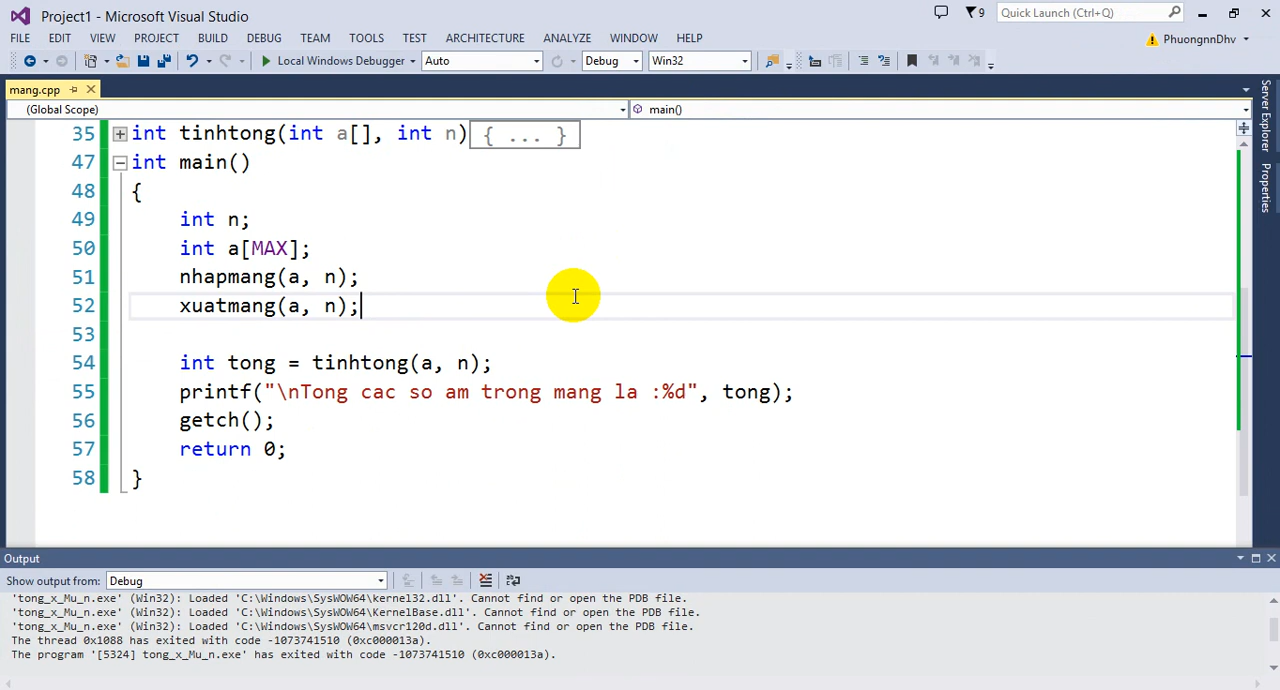 Project1 - Microsoft Visual Studio
9
Quick Launch (Ctrl+Q)
FILE EDIT VIEW PROJECT BUILD DEBUG TEAM TOOLS TEST ARCHITECTURE ANALYZE WINDOW HELP
PhuongnnDhv
Local Windows Debugger Auto Debug Win32
mang.cpp
(Global Scope) main()
Server Explorer
Properties
35 int tinhtong(int a[], int n){ ... }
47 int main()
48 {
49 int n;
50 int a[MAX];
51 nhapmang(a, n);
52 xuatmang(a, n);
53
54 int tong = tinhtong(a, n);
55 printf("\nTong cac so am trong mang la :%d", tong);
56 getch();
57 return 0;
58 }
Output
Show output from: Debug
'tong_x_Mu_n.exe' (Win32): Loaded 'C:\Windows\SysWOW64\kernel32.dll'. Cannot find or open the PDB file.
'tong_x_Mu_n.exe' (Win32): Loaded 'C:\Windows\SysWOW64\KernelBase.dll'. Cannot find or open the PDB file.
'tong_x_Mu_n.exe' (Win32): Loaded 'C:\Windows\SysWOW64\msvcr120d.dll'. Cannot find or open the PDB file.
The thread 0x1088 has exited with code -1073741510 (0xc000013a).
The program '[5324] tong_x_Mu_n.exe' has exited with code -1073741510 (0xc000013a).